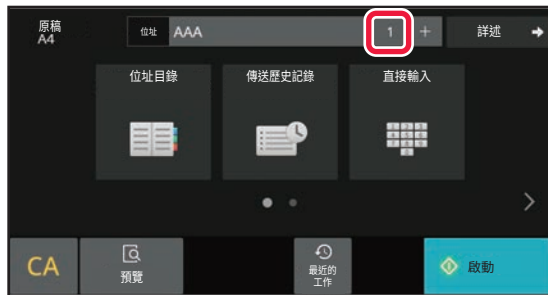 原稿
A4
位址 AAA 1 + 詳述
位址目錄 傳送歷史記錄 直接輸入
CA
預覽
最近的
工作
啟動